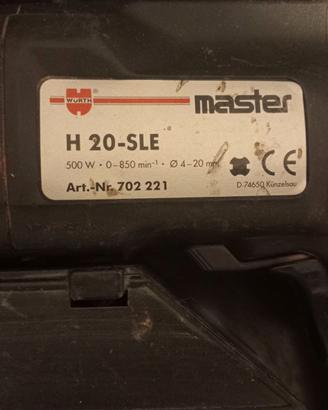 WÜRTH master
H 20-SLE
500 W • 0–850 min⁻¹ • Ø 4–20 mm
CE
Art.-Nr. 702 221
D-74650 Künzelsau